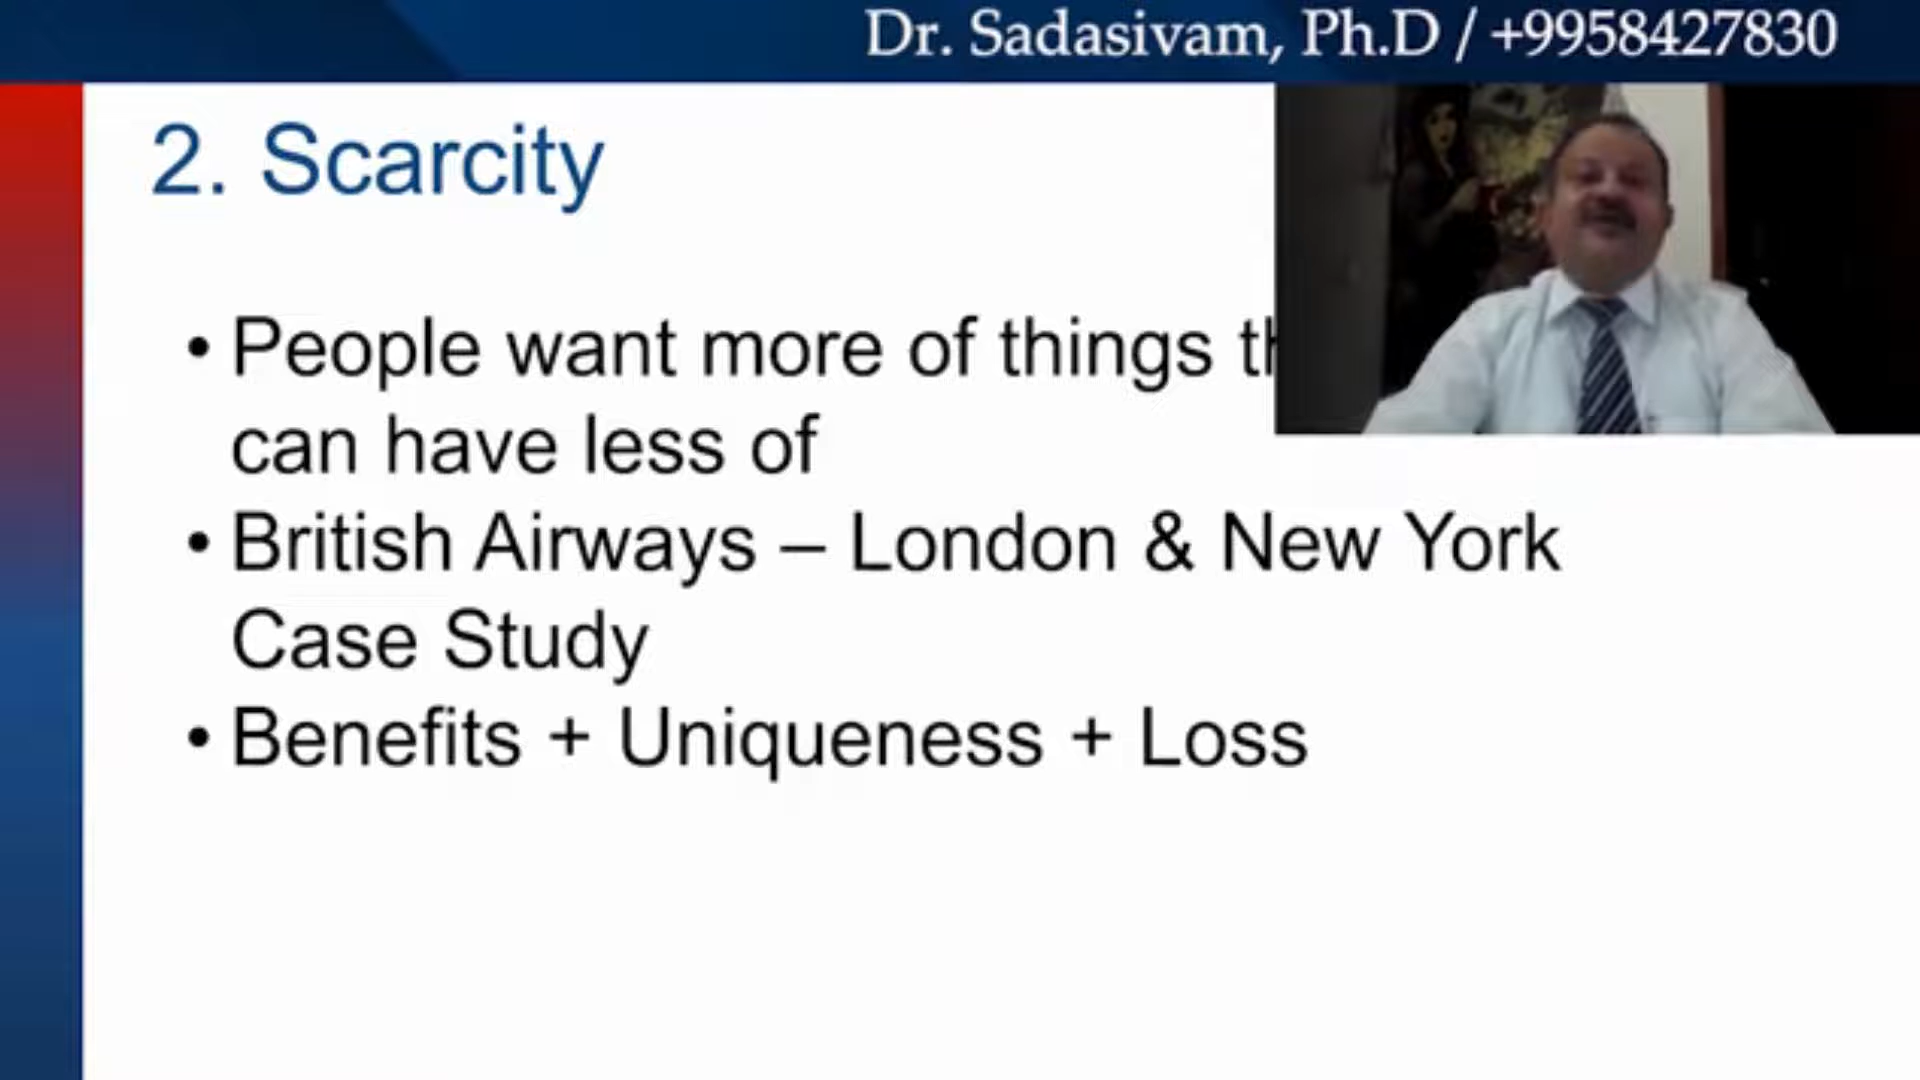 Dr. Sadasivam, Ph.D / +9958427830
2. Scarcity
• People want more of things
can have less of
• British Airways – London & New York
Case Study
• Benefits + Uniqueness + Loss